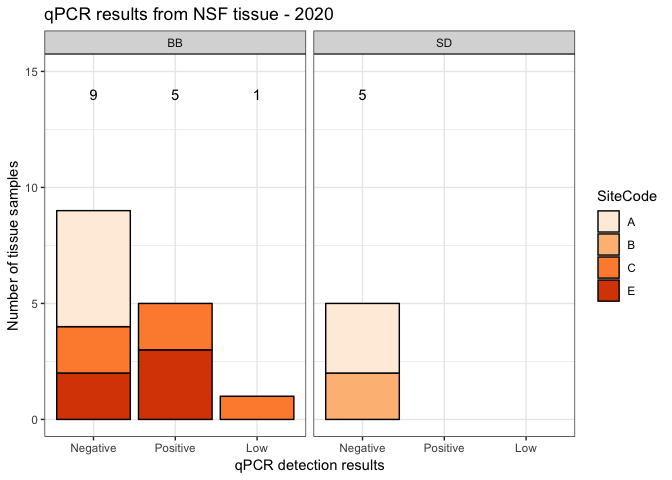 qPCR results from NSF tissue - 2020
BB
SD
15
10
5
0
Number of tissue samples
9
5
1
5
Negative
Positive
Low
Negative
Positive
Low
qPCR detection results
SiteCode
A
B
C
E